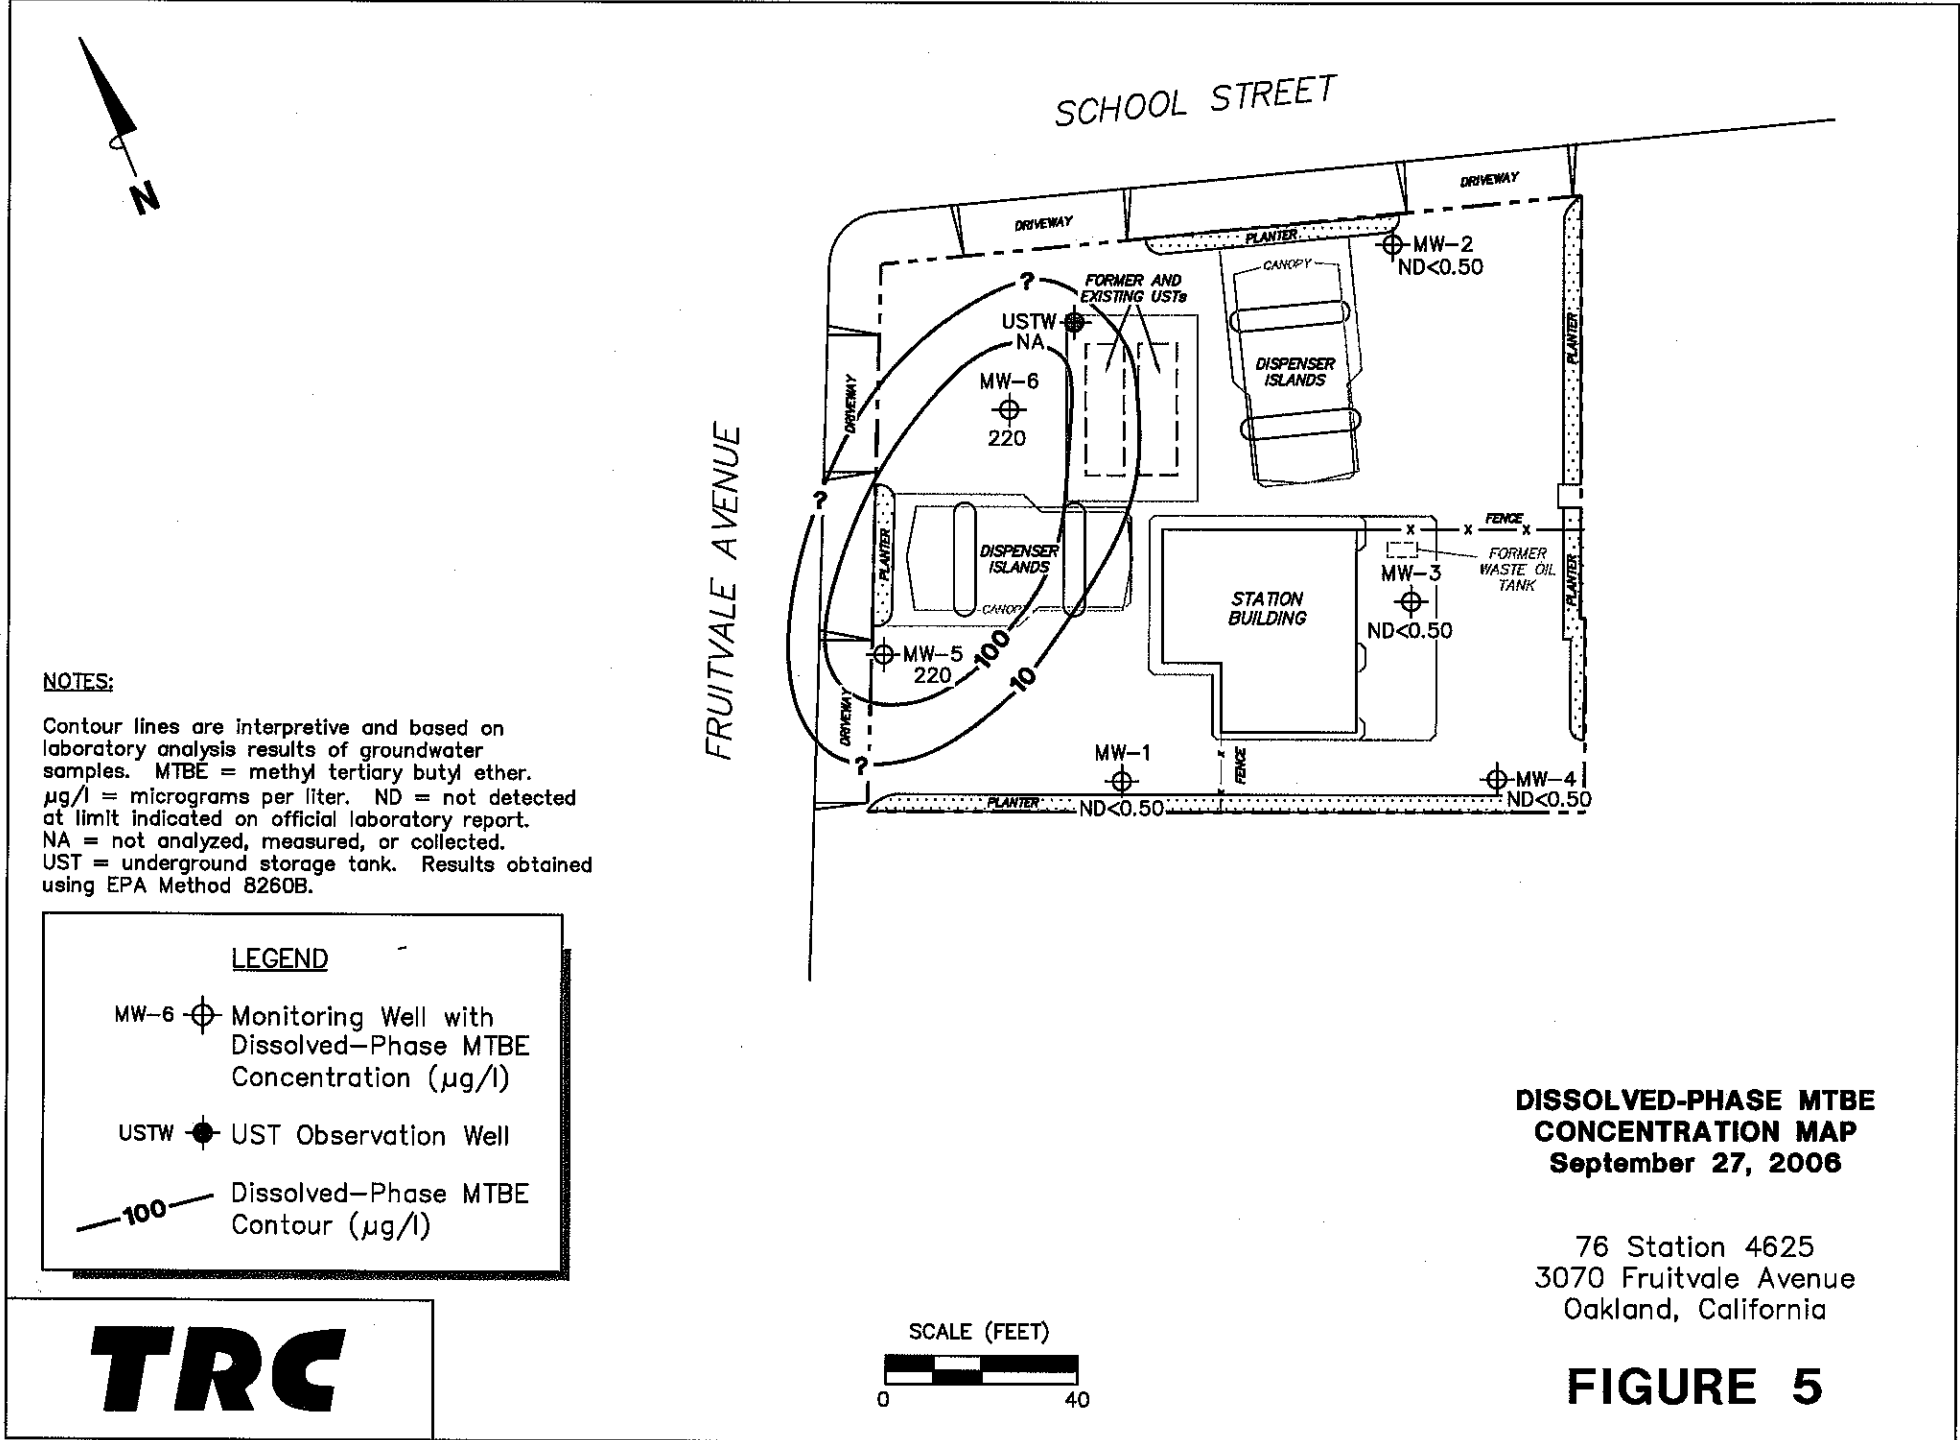 N
SCHOOL STREET
DRIVEWAY
DRIVEWAY
PLANTER
MW-2
ND<0.50
CANOPY
?
FORMER AND
EXISTING USTs
USTW
NA
DISPENSER
ISLANDS
PLANTER
MW-6
220
DRIVEWAY
FRUITVALE AVENUE
?
PLANTER
DISPENSER
ISLANDS
CANOPY
FENCE
x x x
FORMER
WASTE OIL
TANK
MW-3
ND<0.50
PLANTER
STATION
BUILDING
MW-5
220
100
10
DRIVEWAY
?
MW-1
ND<0.50
PLANTER
FENCE
x
x
MW-4
ND<0.50
NOTES:
Contour lines are interpretive and based on
laboratory analysis results of groundwater
samples. MTBE = methyl tertiary butyl ether.
µg/l = micrograms per liter. ND = not detected
at limit indicated on official laboratory report.
NA = not analyzed, measured, or collected.
UST = underground storage tank. Results obtained
using EPA Method 8260B.
LEGEND
MW-6 Monitoring Well with
Dissolved-Phase MTBE
Concentration (µg/l)
USTW UST Observation Well
100 Dissolved-Phase MTBE
Contour (µg/l)
TRC
SCALE (FEET)
0 40
DISSOLVED-PHASE MTBE
CONCENTRATION MAP
September 27, 2006
76 Station 4625
3070 Fruitvale Avenue
Oakland, California
FIGURE 5